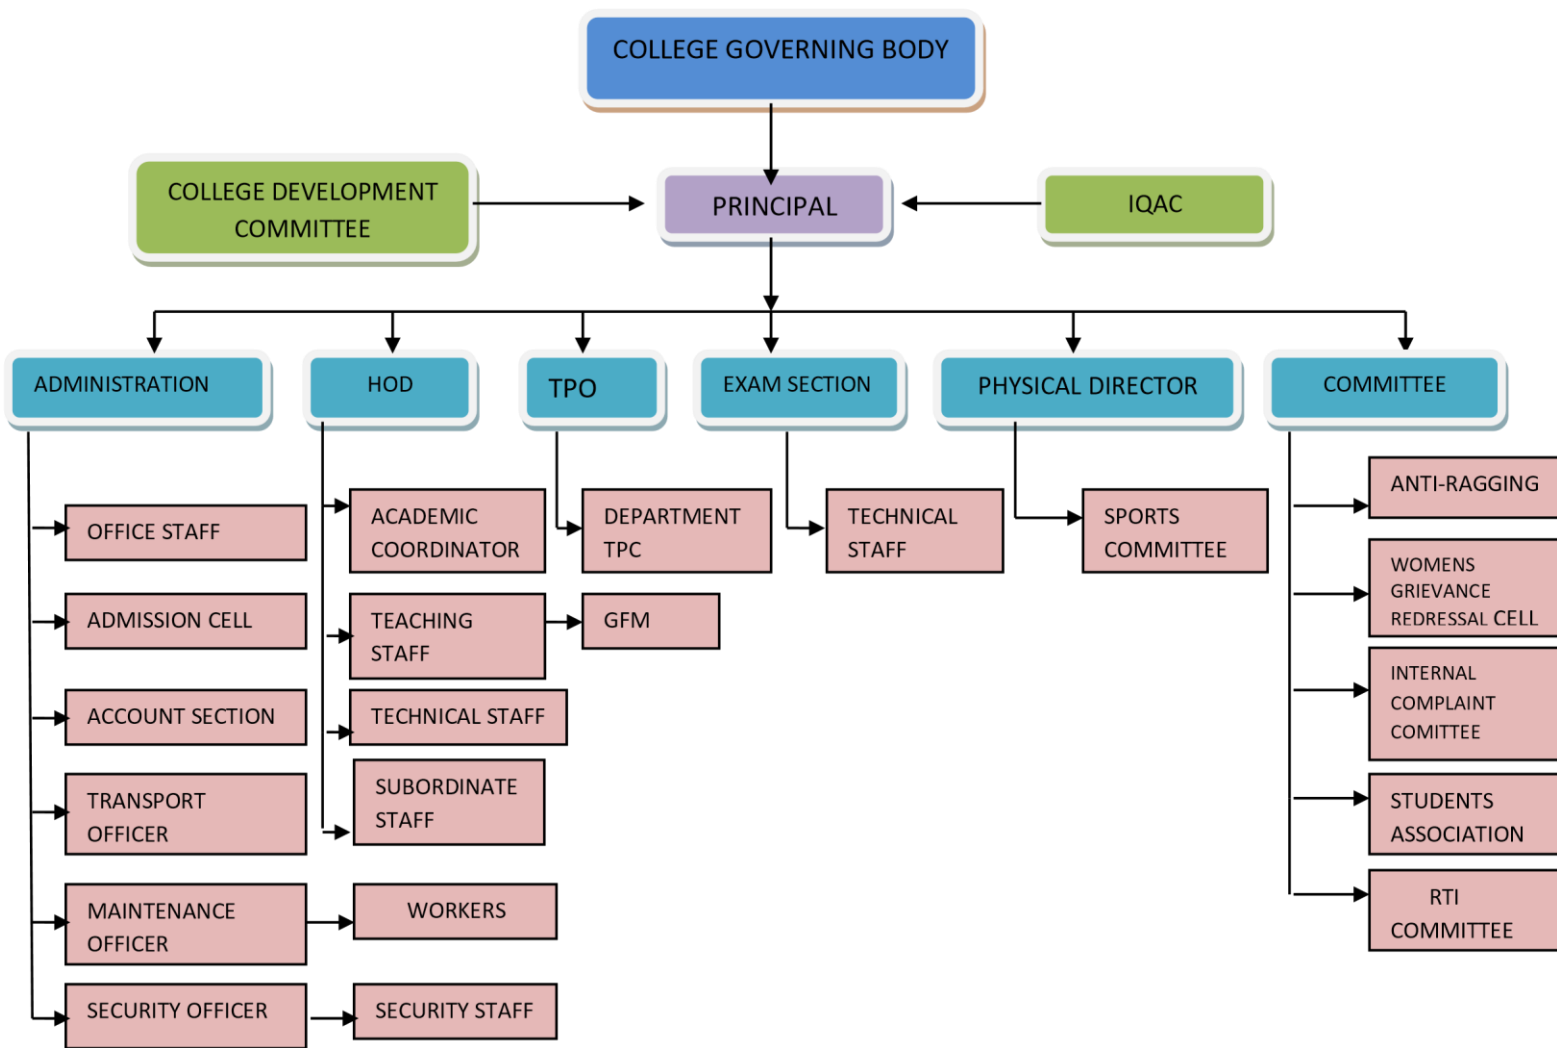 COLLEGE GOVERNING BODY
COLLEGE DEVELOPMENT
COMMITTEE
PRINCIPAL
IQAC
ADMINISTRATION
HOD
TPO
EXAM SECTION
PHYSICAL DIRECTOR
COMMITTEE
OFFICE STAFF
ADMISSION CELL
ACCOUNT SECTION
TRANSPORT
OFFICER
MAINTENANCE
OFFICER
SECURITY OFFICER
ACADEMIC
COORDINATOR
TEACHING
STAFF
TECHNICAL STAFF
SUBORDINATE
STAFF
WORKERS
SECURITY STAFF
DEPARTMENT
TPC
GFM
TECHNICAL
STAFF
SPORTS
COMMITTEE
ANTI-RAGGING
WOMENS
GRIEVANCE
REDRESSAL CELL
INTERNAL
COMPLAINT
COMITTEE
STUDENTS
ASSOCIATION
RTI
COMMITTEE